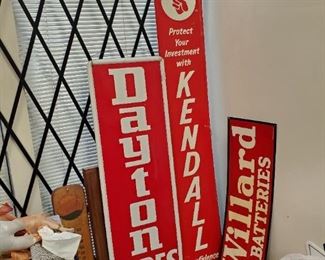 Protect
Your
Investment
with
KENDALL
Dayton
Willard
BATTERIES